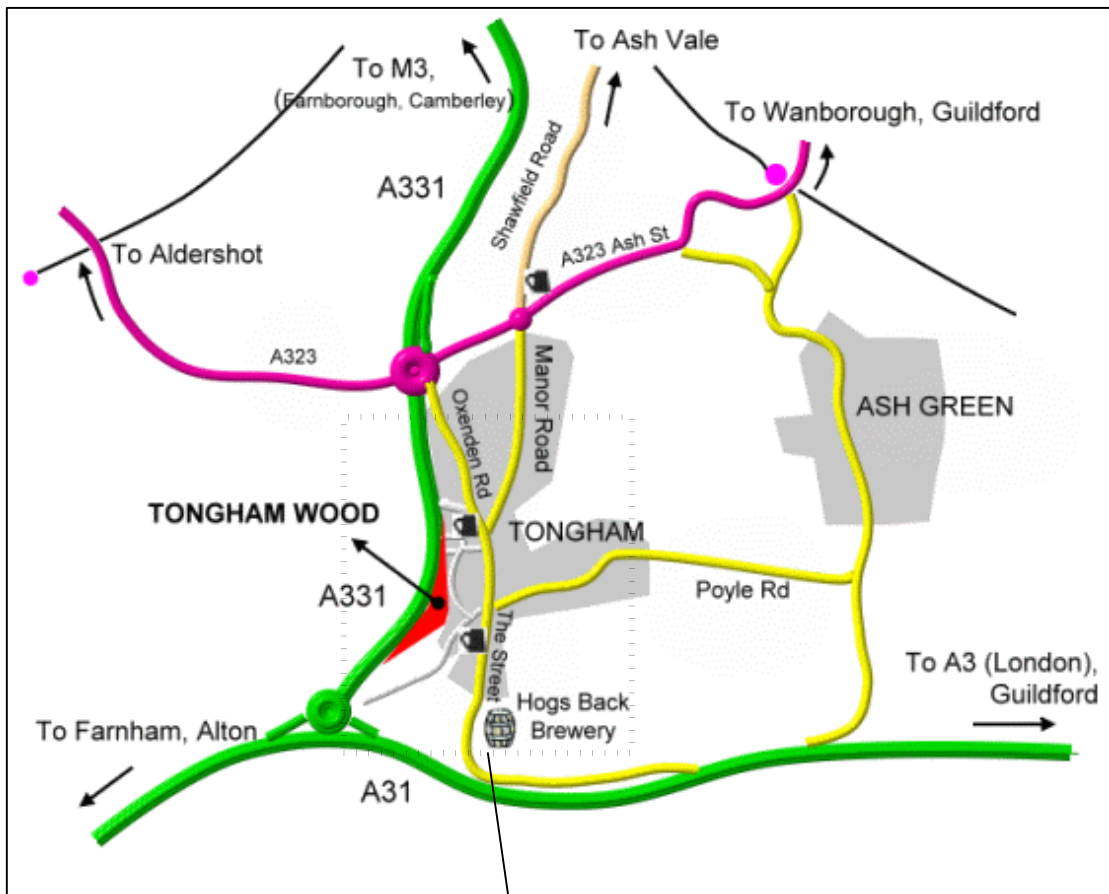 To Ash Vale
To M3,
(Farnborough, Camberley)
To Wanborough, Guildford
A331
Shawfield Road
To Aldershot
A323 Ash St
A323
Manor Road
Oxenden Rd
ASH GREEN
TONGHAM WOOD
TONGHAM
A331
Poyle Rd
The Street
To A3 (London),
Guildford
Hogs Back
Brewery
To Farnham, Alton
A31